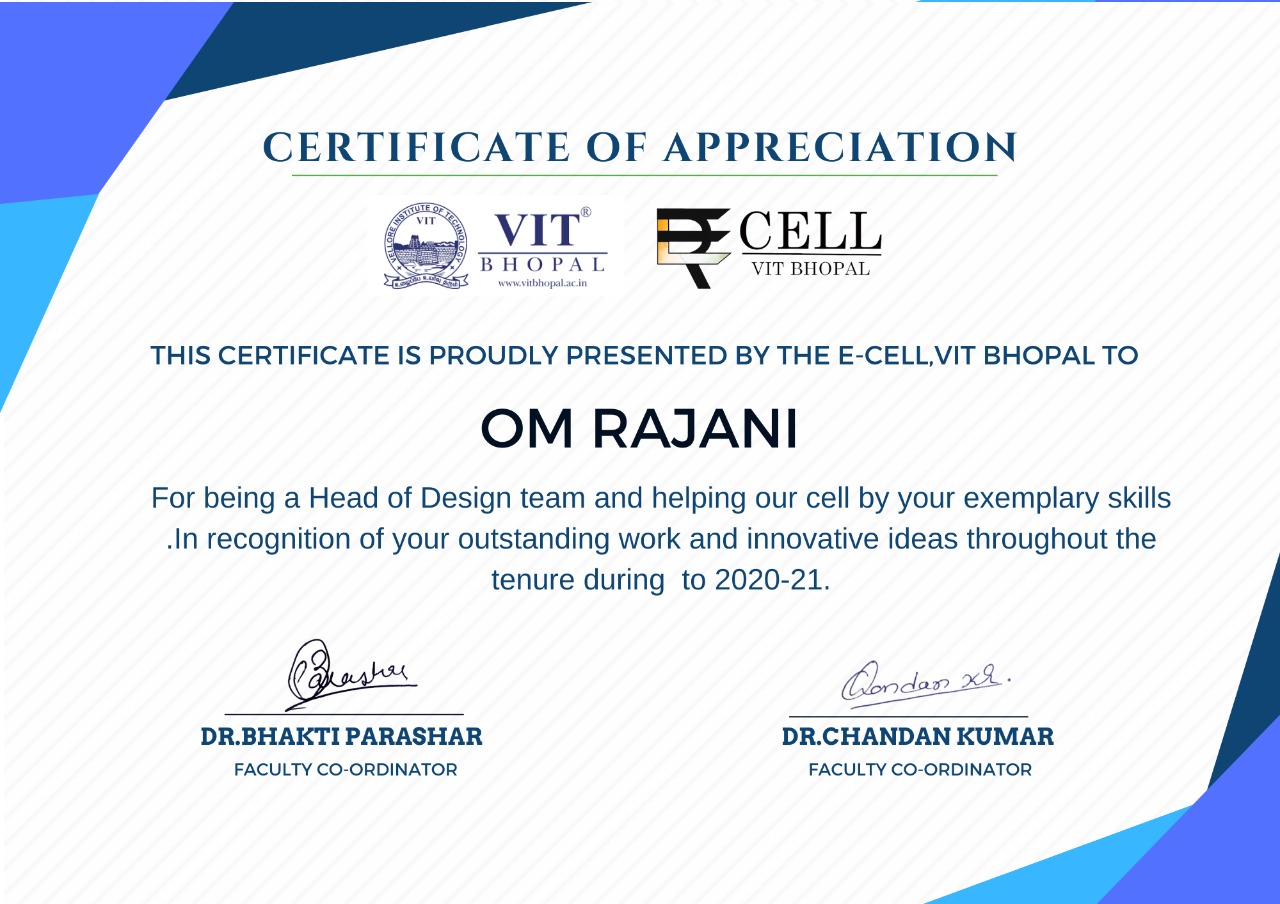 CERTIFICATE OF APPRECIATION
VELLORE INSTITUTE OF TECHNOLOGY
VIT
VIT®
BHOPAL
www.vitbhopal.ac.in
E CELL
VIT BHOPAL
THIS CERTIFICATE IS PROUDLY PRESENTED BY THE E-CELL,VIT BHOPAL TO
OM RAJANI
For being a Head of Design team and helping our cell by your exemplary skills
.In recognition of your outstanding work and innovative ideas throughout the
tenure during  to 2020-21.
Parashar
Chandan Kr.
DR.BHAKTI PARASHAR
DR.CHANDAN KUMAR
FACULTY CO-ORDINATOR
FACULTY CO-ORDINATOR